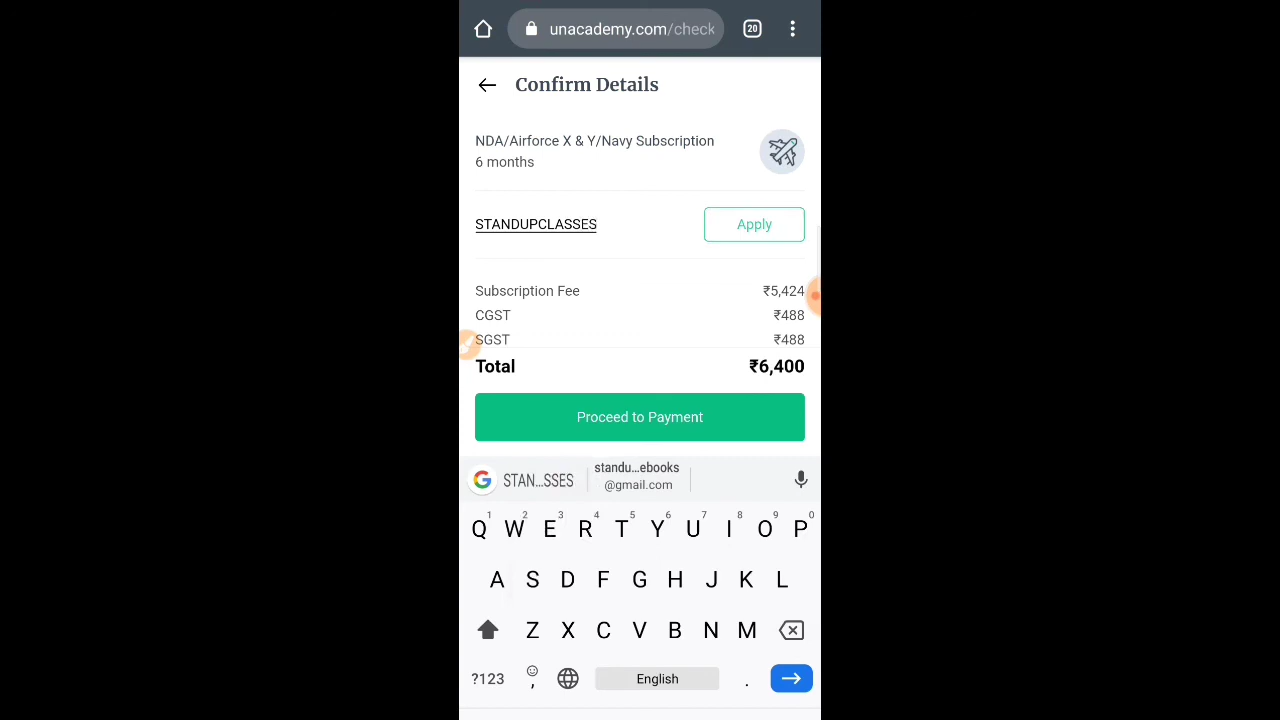 unacademy.com/check
20
Confirm Details
NDA/Airforce X & Y/Navy Subscription
6 months
STANDUPCLASSES
Apply
Subscription Fee ₹5,424
CGST ₹488
SGST ₹488
Total ₹6,400
Proceed to Payment
STAN...SSES
standu...ebooks
@gmail.com
1 2 3 4 5 6 7 8 9 0
Q W E R T Y U I O P
A S D F G H J K L
Z X C V B N M
?123 , English .